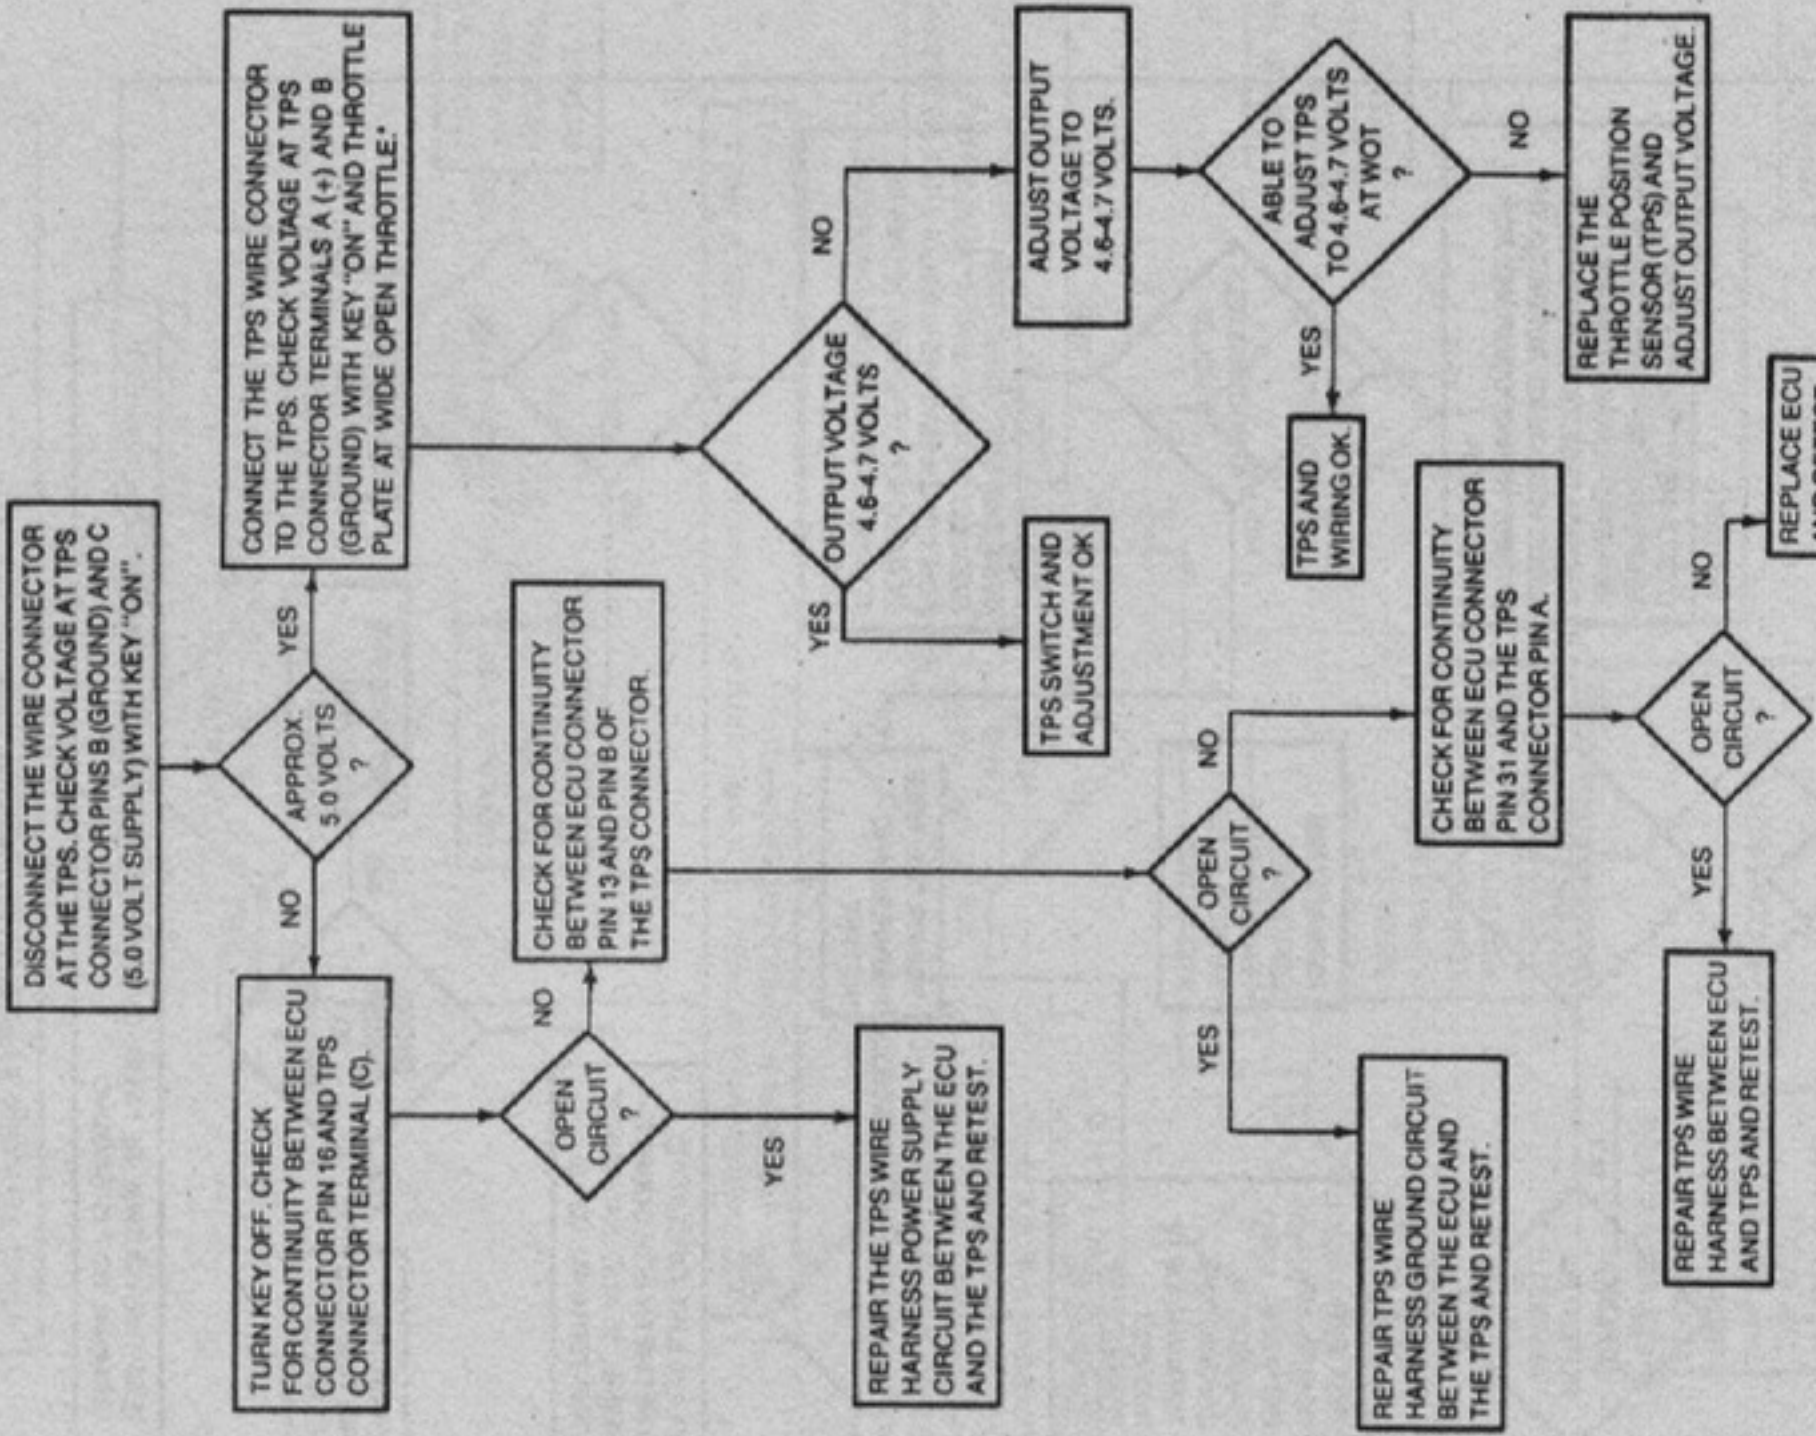 DISCONNECT THE WIRE CONNECTOR
AT THE TPS. CHECK VOLTAGE AT TPS
CONNECTOR PINS B (GROUND) AND C
(5.0 VOLT SUPPLY) WITH KEY "ON".
APPROX.
5.0 VOLTS
?
YES
NO
CONNECT THE TPS WIRE CONNECTOR
TO THE TPS. CHECK VOLTAGE AT TPS
CONNECTOR TERMINALS A (+) AND B
(GROUND) WITH KEY "ON" AND THROTTLE
PLATE AT WIDE OPEN THROTTLE.*
TURN KEY OFF. CHECK
FOR CONTINUITY BETWEEN ECU
CONNECTOR PIN 16 AND TPS
CONNECTOR TERMINAL (C).
OPEN
CIRCUIT
?
NO
YES
CHECK FOR CONTINUITY
BETWEEN ECU CONNECTOR
PIN 13 AND PIN B OF
THE TPS CONNECTOR.
REPAIR THE TPS WIRE
HARNESS POWER SUPPLY
CIRCUIT BETWEEN THE ECU
AND THE TPS AND RETEST.
OUTPUT VOLTAGE
4.6-4.7 VOLTS
?
YES
NO
TPS SWITCH AND
ADJUSTMENT OK
ADJUST OUTPUT
VOLTAGE TO
4.6-4.7 VOLTS.
ABLE TO
ADJUST TPS
TO 4.6-4.7 VOLTS
AT WOT
?
YES
NO
TPS AND
WIRING OK.
REPLACE THE
THROTTLE POSITION
SENSOR (TPS) AND
ADJUST OUTPUT VOLTAGE.
OPEN
CIRCUIT
?
YES
NO
REPAIR TPS WIRE
HARNESS GROUND CIRCUIT
BETWEEN THE ECU AND
THE TPS AND RETEST.
CHECK FOR CONTINUITY
BETWEEN ECU CONNECTOR
PIN 31 AND THE TPS
CONNECTOR PIN A.
OPEN
CIRCUIT
?
YES
NO
REPAIR TPS WIRE
HARNESS BETWEEN ECU
AND TPS AND RETEST.
REPLACE ECU